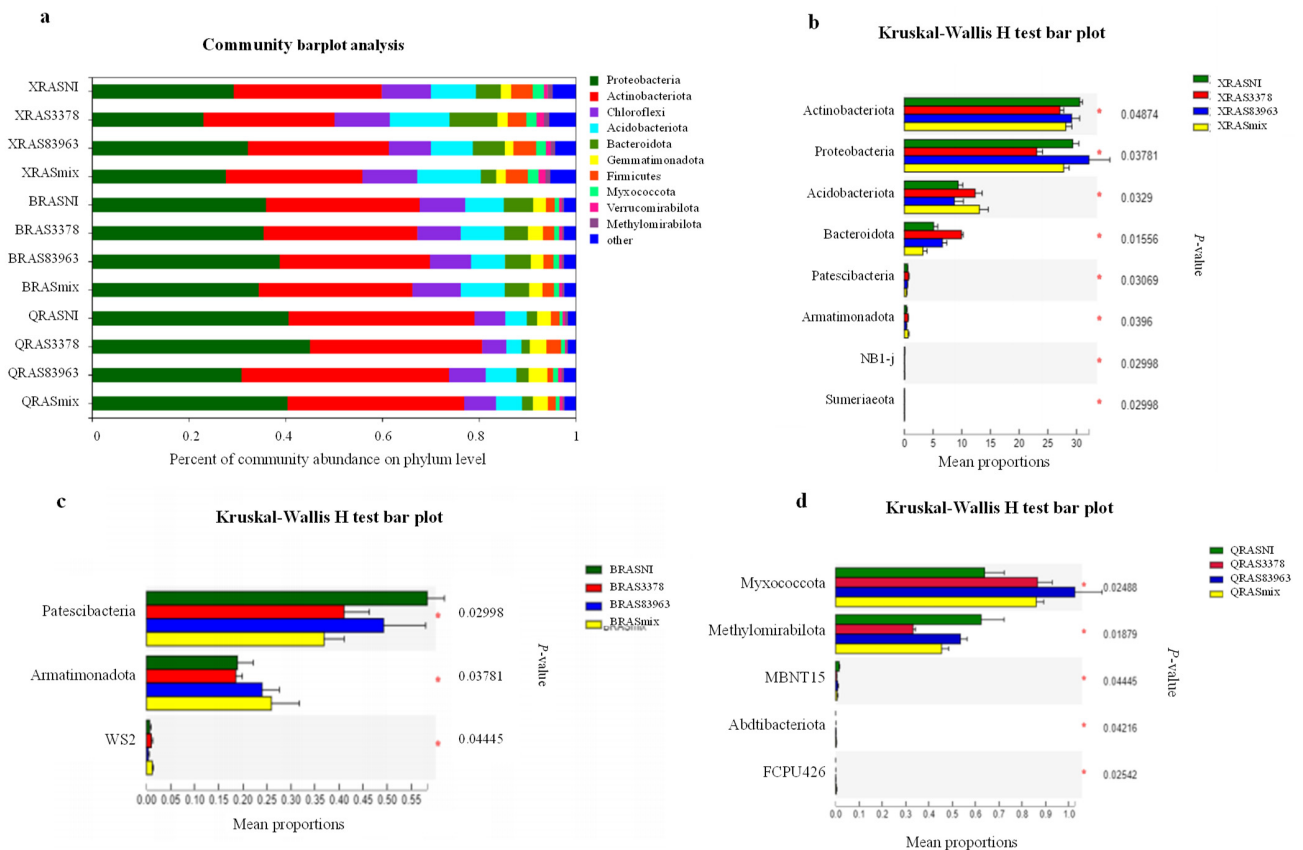 a
Community barplot analysis
XRASNI
XRAS3378
XRAS83963
XRASmix
BRASNI
BRAS3378
BRAS83963
BRASmix
QRASNI
QRAS3378
QRAS83963
QRASmix
0 0.2 0.4 0.6 0.8 1
Percent of community abundance on phylum level
Proteobacteria
Actinobacteriota
Chloroflexi
Acidobacteriota
Bacteroidota
Gemmatimonadota
Firmicutes
Myxococcota
Verrucomirabilota
Methylomirabilota
other
b
Kruskal-Wallis H test bar plot
XRASNI
XRAS3378
XRAS83963
XRASmix
Actinobacteriota * 0.04874
Proteobacteria * 0.03781
Acidobacteriota * 0.0329
Bacteroidota * 0.01556
Patescibacteria * 0.03069
Armatimonadota * 0.0396
NB1-j * 0.02998
Sumeriaeota * 0.02998
P-value
0 5 10 15 20 25 30
Mean proportions
c
Kruskal-Wallis H test bar plot
BRASNI
BRAS3378
BRAS83963
BRASmix
Patescibacteria * 0.02998
Armatimonadota * 0.03781
WS2 * 0.04445
P-value
0.00 0.05 0.10 0.15 0.20 0.25 0.30 0.35 0.40 0.45 0.50 0.55
Mean proportions
d
Kruskal-Wallis H test bar plot
QRASNI
QRAS3378
QRAS83963
QRASmix
Myxococcota * 0.02488
Methylomirabilota * 0.01879
MBNT15 * 0.04445
Abdtibacteriota * 0.04216
FCPU426 * 0.02542
P-value
0.0 0.1 0.2 0.3 0.4 0.5 0.6 0.7 0.8 0.9 1.0
Mean proportions